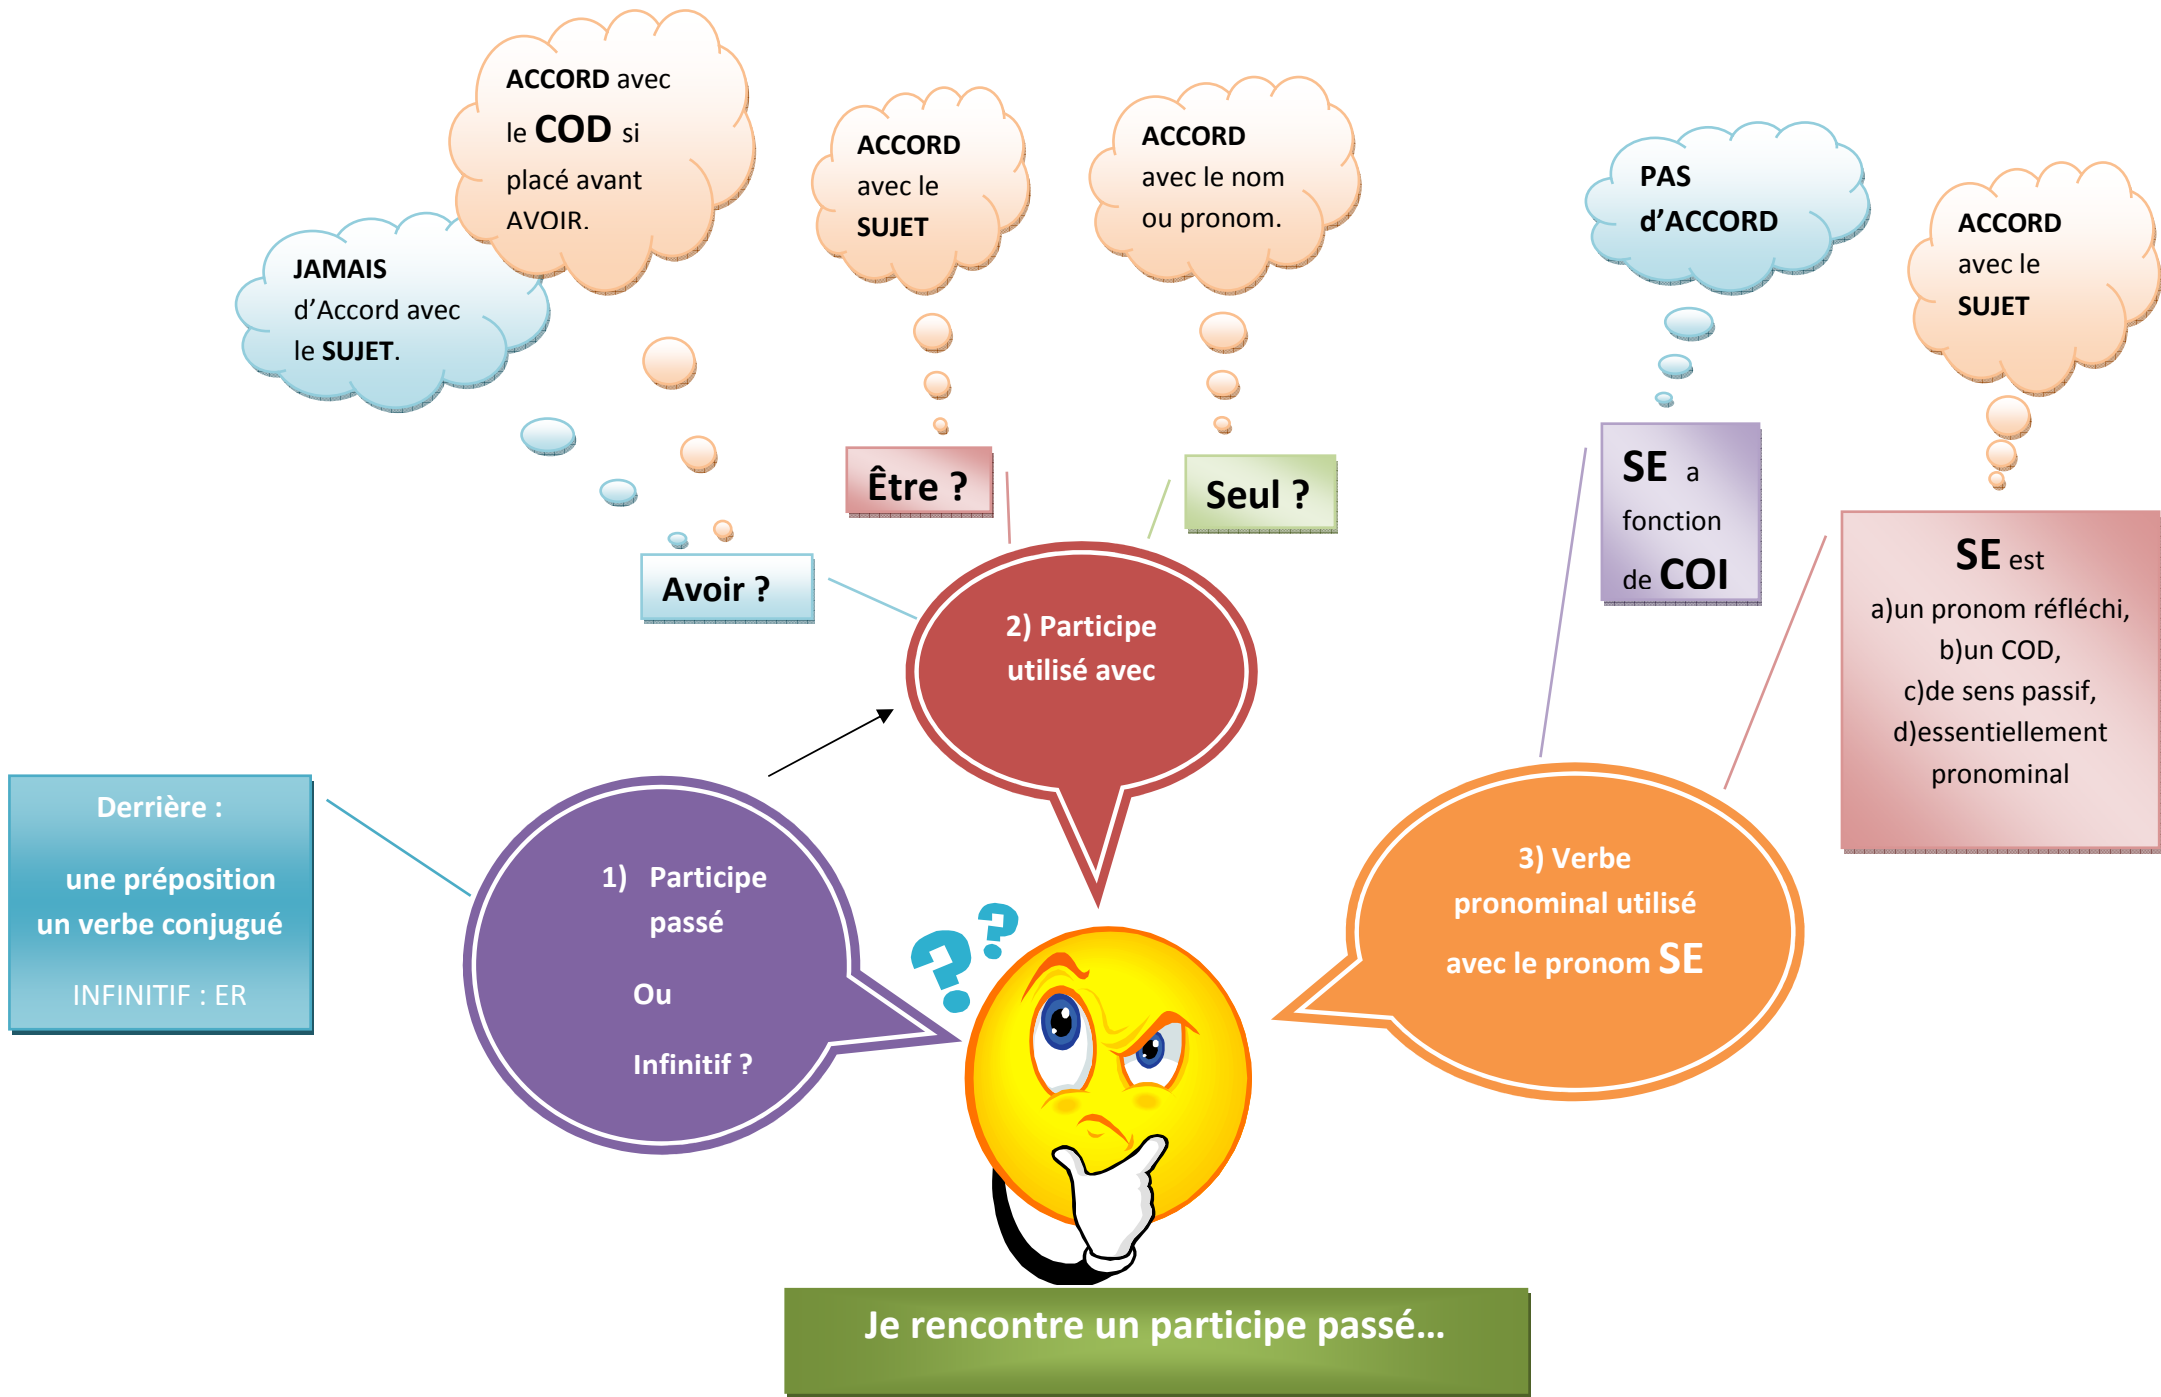 ACCORD avec
le COD si
placé avant
AVOIR.
JAMAIS
d’Accord avec
le SUJET.
ACCORD
avec le
SUJET
ACCORD
avec le nom
ou pronom.
PAS
d’ACCORD
ACCORD
avec le
SUJET
Avoir ?
Être ?
Seul ?
SE a
fonction
de COI
SE est
a)un pronom réfléchi,
b)un COD,
c)de sens passif,
d)essentiellement
pronominal
2) Participe
utilisé avec
Derrière :
une préposition
un verbe conjugué
INFINITIF : ER
1) Participe
passé
Ou
Infinitif ?
3) Verbe
pronominal utilisé
avec le pronom SE
??
Je rencontre un participe passé…